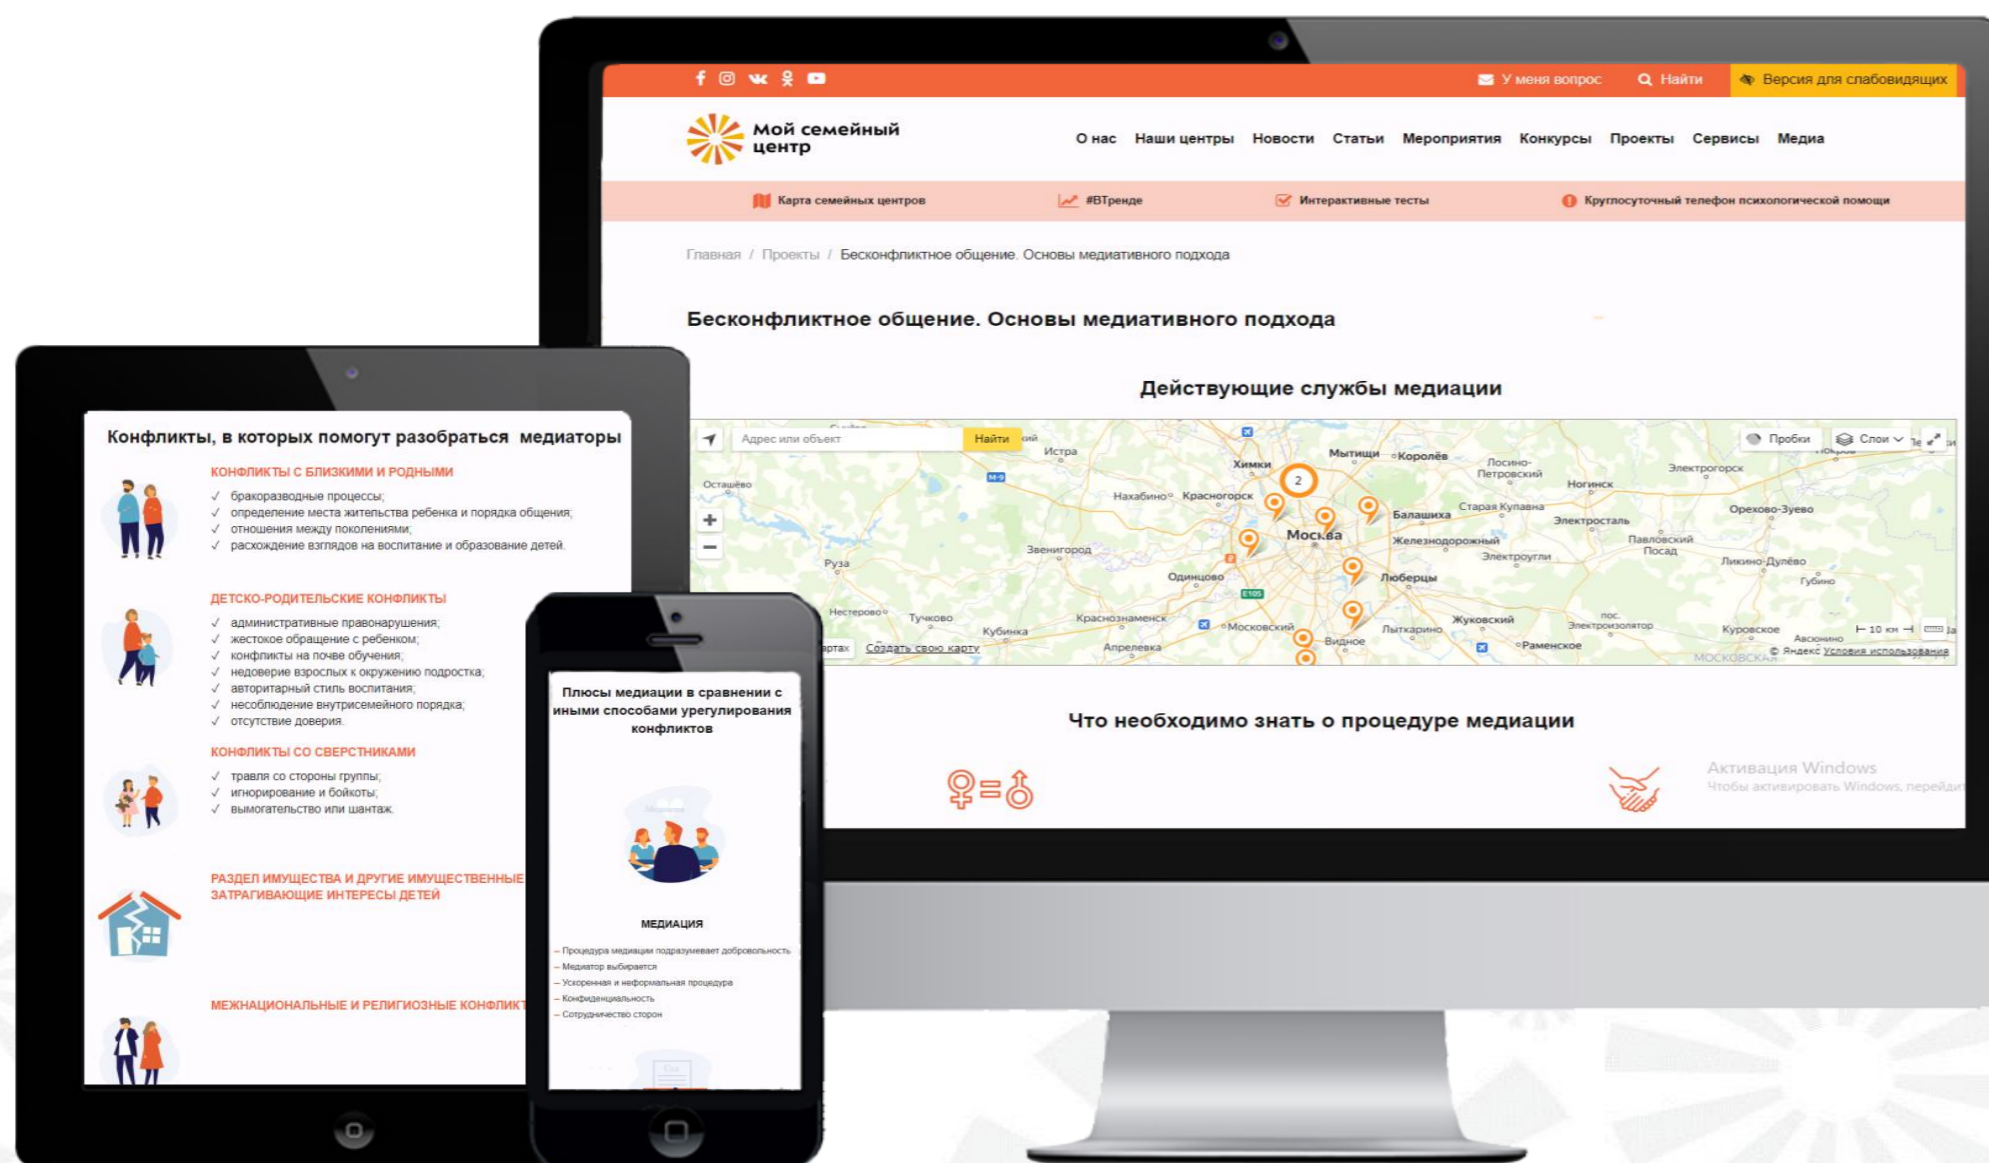 У меня вопрос
Найти
Версия для слабовидящих
Мой семейный
центр
О нас Наши центры Новости Статьи Мероприятия Конкурсы Проекты Сервисы Медиа
Карта семейных центров
#ВТренде
Интерактивные тесты
Круглосуточный телефон психологической помощи
Главная / Проекты / Бесконфликтное общение. Основы медиативного подхода
Бесконфликтное общение. Основы медиативного подхода
Действующие службы медиации
Адрес или объект
Найти
Пробки
Слои
Истра
Химки
Мытищи
Королёв
Лосино-
Петровский
Электрогорск
Осташёво
М-9
2
Ногинск
Нахабино
Красногорск
Старая Купавна
Балашиха
Электросталь
Орехово-Зуево
Москва
Железнодорожный
Павловский
Посад
Звенигород
Электроугли
Ликино-Дулёво
Руза
Одинцово
Люберцы
Губино
Е105
Нестерово
Тучково
Кубинка
Краснознаменск
Московский
Видное
Лыткарино
Жуковский
пос.
Электроизолятор
Куровское
Авсюнино
10 км
Создать свою карту
Апрелевка
Раменское
© Яндекс Условия использования
Что необходимо знать о процедуре медиации
Активация Windows
Чтобы активировать Windows, перейдит
Конфликты, в которых помогут разобраться медиаторы
КОНФЛИКТЫ С БЛИЗКИМИ И РОДНЫМИ
✓ бракоразводные процессы;
✓ определение места жительства ребенка и порядка общения;
✓ отношения между поколениями;
✓ расхождение взглядов на воспитание и образование детей.
ДЕТСКО-РОДИТЕЛЬСКИЕ КОНФЛИКТЫ
✓ административные правонарушения;
✓ жестокое обращение с ребенком;
✓ конфликты на почве обучения;
✓ недоверие взрослых к окружению подростка;
✓ авторитарный стиль воспитания;
✓ несоблюдение внутрисемейного порядка;
✓ отсутствие доверия.
КОНФЛИКТЫ СО СВЕРСТНИКАМИ
✓ травля со стороны группы;
✓ игнорирование и бойкоты;
✓ вымогательство или шантаж.
РАЗДЕЛ ИМУЩЕСТВА И ДРУГИЕ ИМУЩЕСТВЕННЫЕ
ЗАТРАГИВАЮЩИЕ ИНТЕРЕСЫ ДЕТЕЙ
МЕЖНАЦИОНАЛЬНЫЕ И РЕЛИГИОЗНЫЕ КОНФЛИКТ
Плюсы медиации в сравнении с
иными способами урегулирования
конфликтов
МЕДИАЦИЯ
– Процедура медиации подразумевает добровольность
– Медиатор выбирается
– Ускоренная и неформальная процедура
– Конфиденциальность
– Сотрудничество сторон